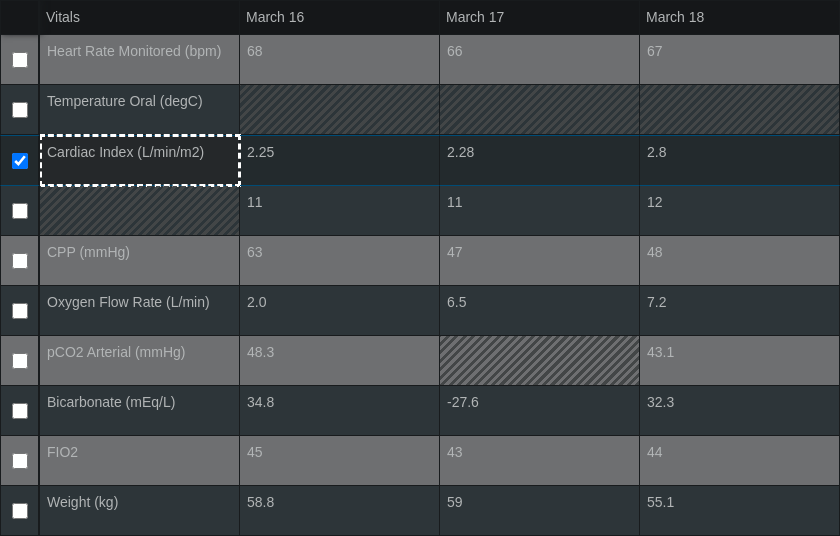 Vitals March 16 March 17 March 18
Heart Rate Monitored (bpm) 68 66 67
Temperature Oral (degC)
Cardiac Index (L/min/m2) 2.25 2.28 2.8
11 11 12
CPP (mmHg) 63 47 48
Oxygen Flow Rate (L/min) 2.0 6.5 7.2
pCO2 Arterial (mmHg) 48.3 43.1
Bicarbonate (mEq/L) 34.8 -27.6 32.3
FIO2 45 43 44
Weight (kg) 58.8 59 55.1